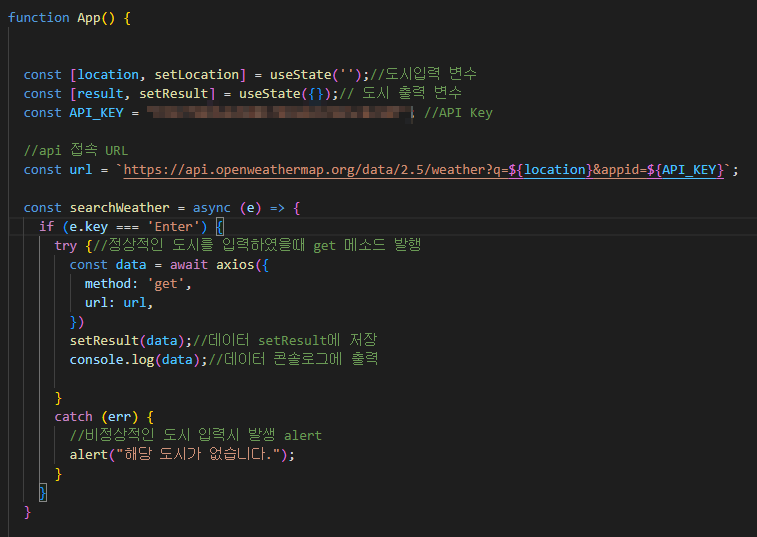 function App() {
const [location, setLocation] = useState('');//도시입력 변수
const [result, setResult] = useState({});// 도시 출력 변수
const API_KEY = //API Key
//api 접속 URL
const url = `https://api.openweathermap.org/data/2.5/weather?q=${location}&appid=${API_KEY}`;
const searchWeather = async (e) => {
if (e.key === 'Enter') {
try {//정상적인 도시를 입력하였을때 get 메소드 발행
const data = await axios({
method: 'get',
url: url,
})
setResult(data);//데이터 setResult에 저장
console.log(data);//데이터 콘솔로그에 출력
}
catch (err) {
//비정상적인 도시 입력시 발생 alert
alert("해당 도시가 없습니다.");
}
}
}